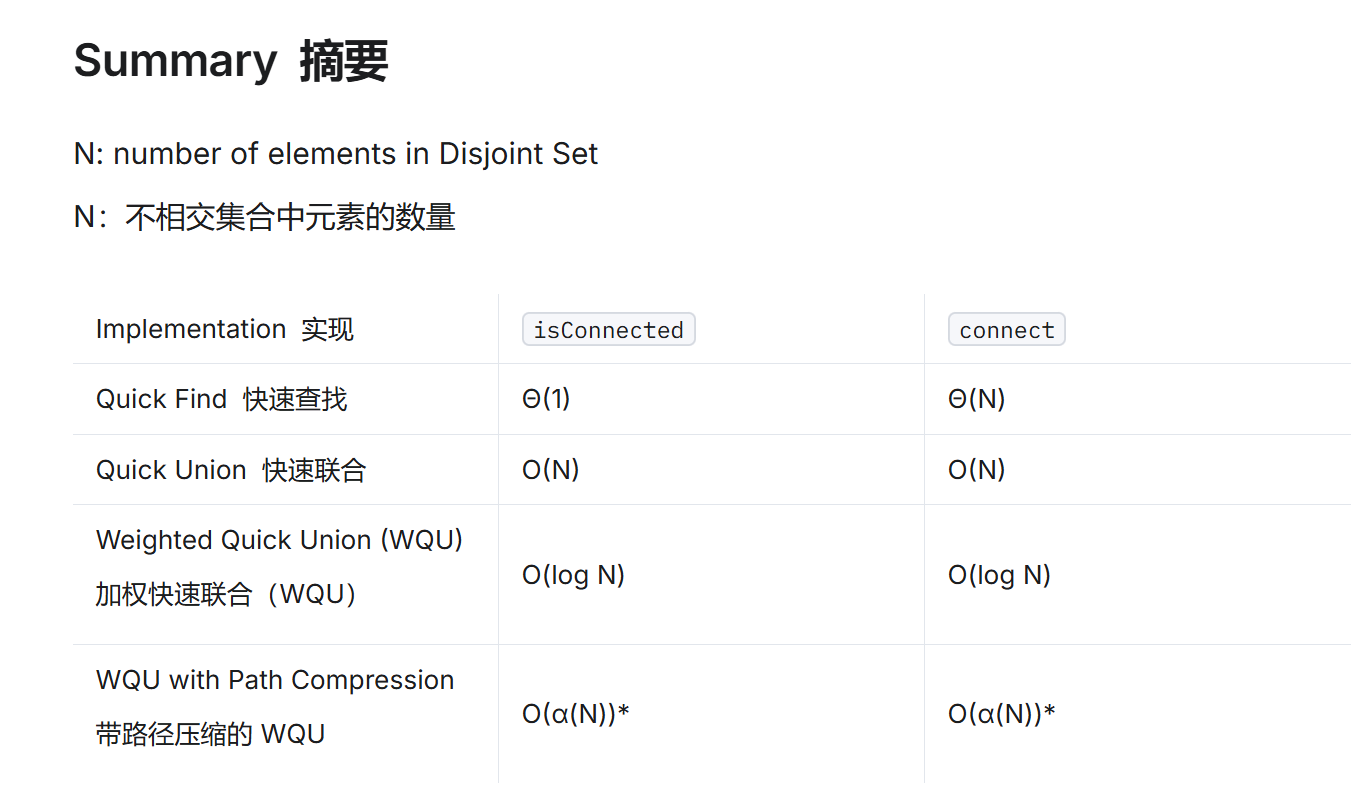 Summary 摘要
N: number of elements in Disjoint Set
N：不相交集合中元素的数量
Implementation 实现 isConnected connect
Quick Find 快速查找 Θ(1) Θ(N)
Quick Union 快速联合 O(N) O(N)
Weighted Quick Union (WQU)
加权快速联合（WQU） O(log N) O(log N)
WQU with Path Compression
带路径压缩的 WQU O(α(N))* O(α(N))*